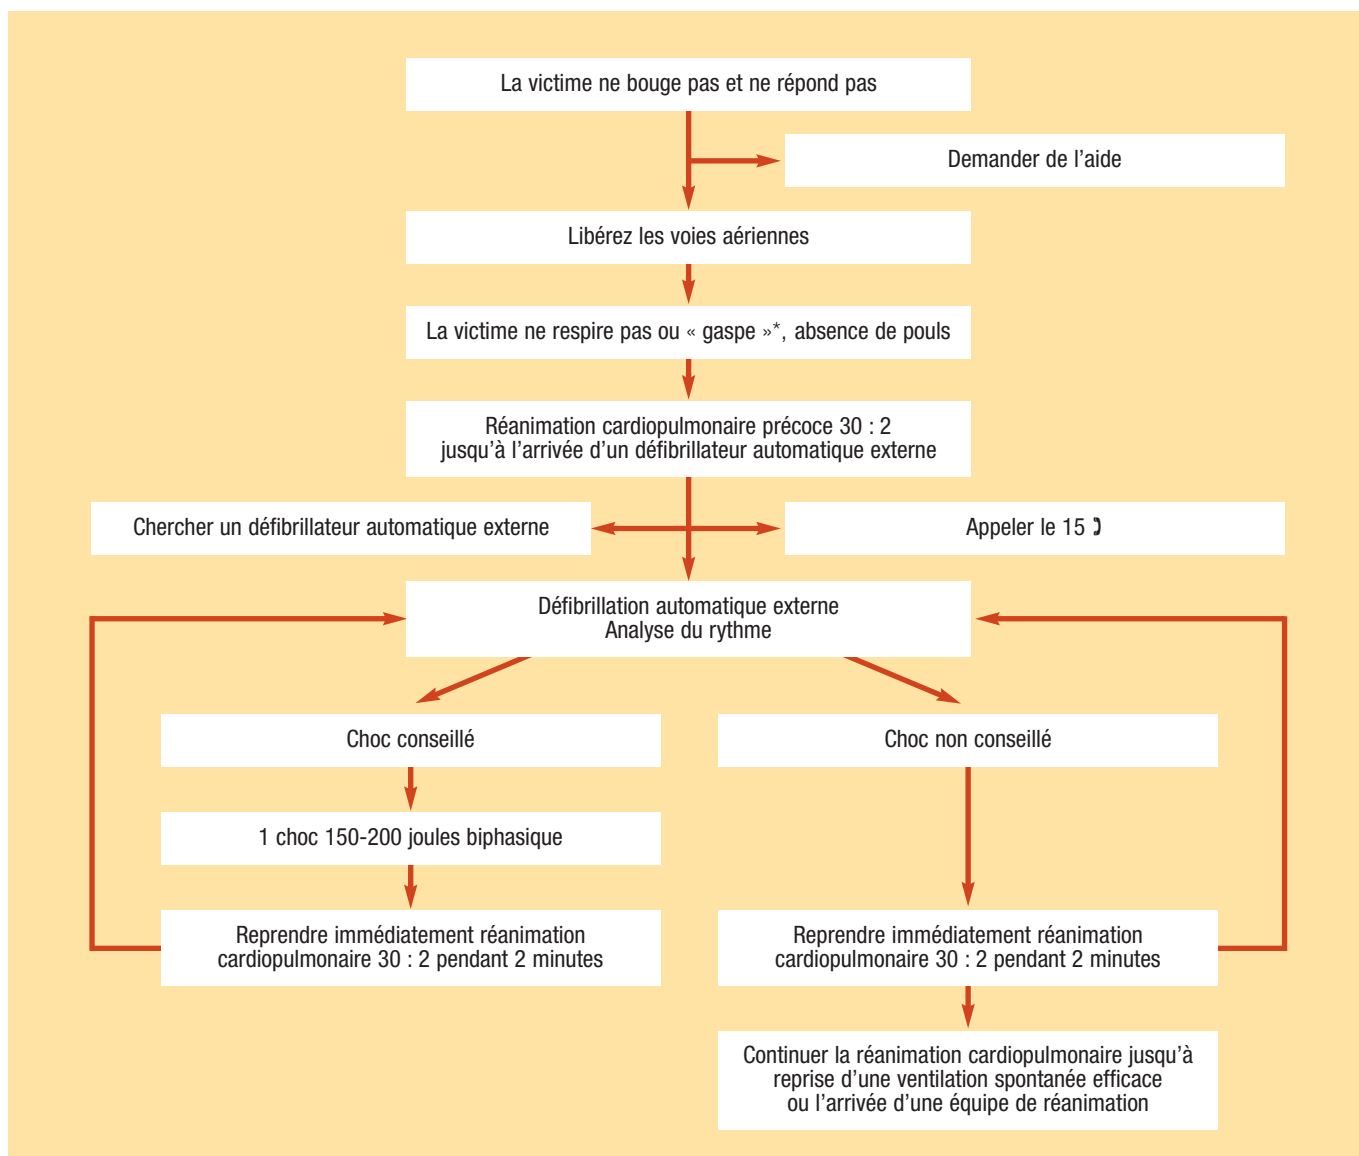 La victime ne bouge pas et ne répond pas
Demander de l’aide
Libérez les voies aériennes
La victime ne respire pas ou « gaspe »*, absence de pouls
Réanimation cardiopulmonaire précoce 30 : 2
jusqu’à l’arrivée d’un défibrillateur automatique externe
Chercher un défibrillateur automatique externe
Appeler le 15
Défibrillation automatique externe
Analyse du rythme
Choc conseillé
Choc non conseillé
1 choc 150-200 joules biphasique
Reprendre immédiatement réanimation
cardiopulmonaire 30 : 2 pendant 2 minutes
Reprendre immédiatement réanimation
cardiopulmonaire 30 : 2 pendant 2 minutes
Continuer la réanimation cardiopulmonaire jusqu’à
reprise d’une ventilation spontanée efficace
ou l’arrivée d’une équipe de réanimation